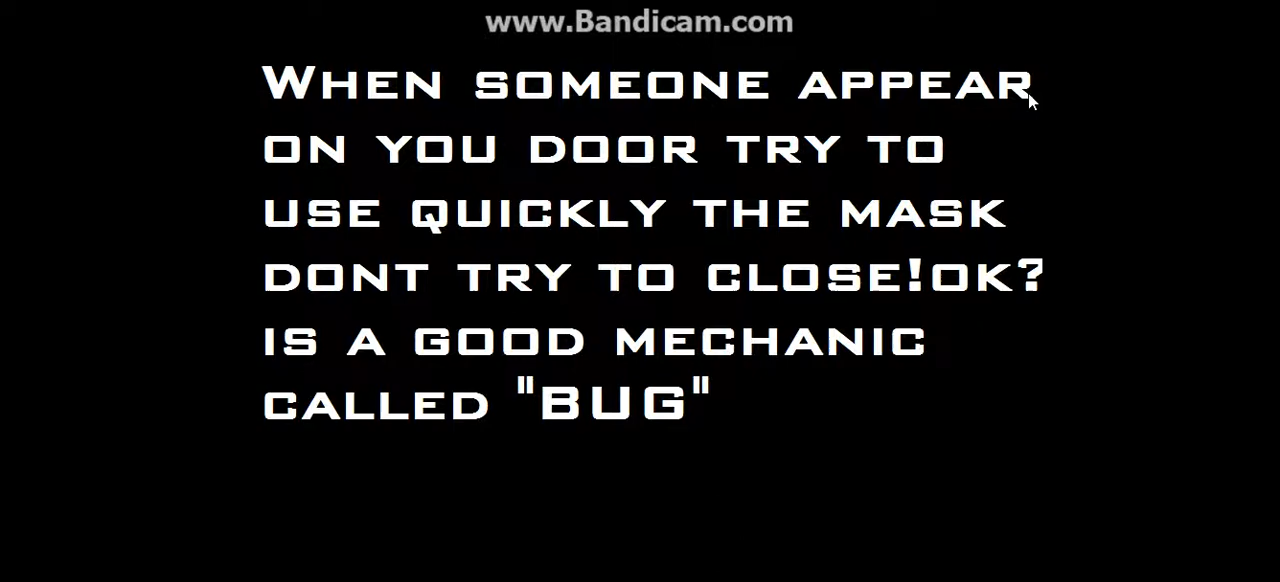 www.Bandicam.com
When someone appear
on you door try to
use quickly the mask
dont try to close!ok?
is a good mechanic
called "BUG"